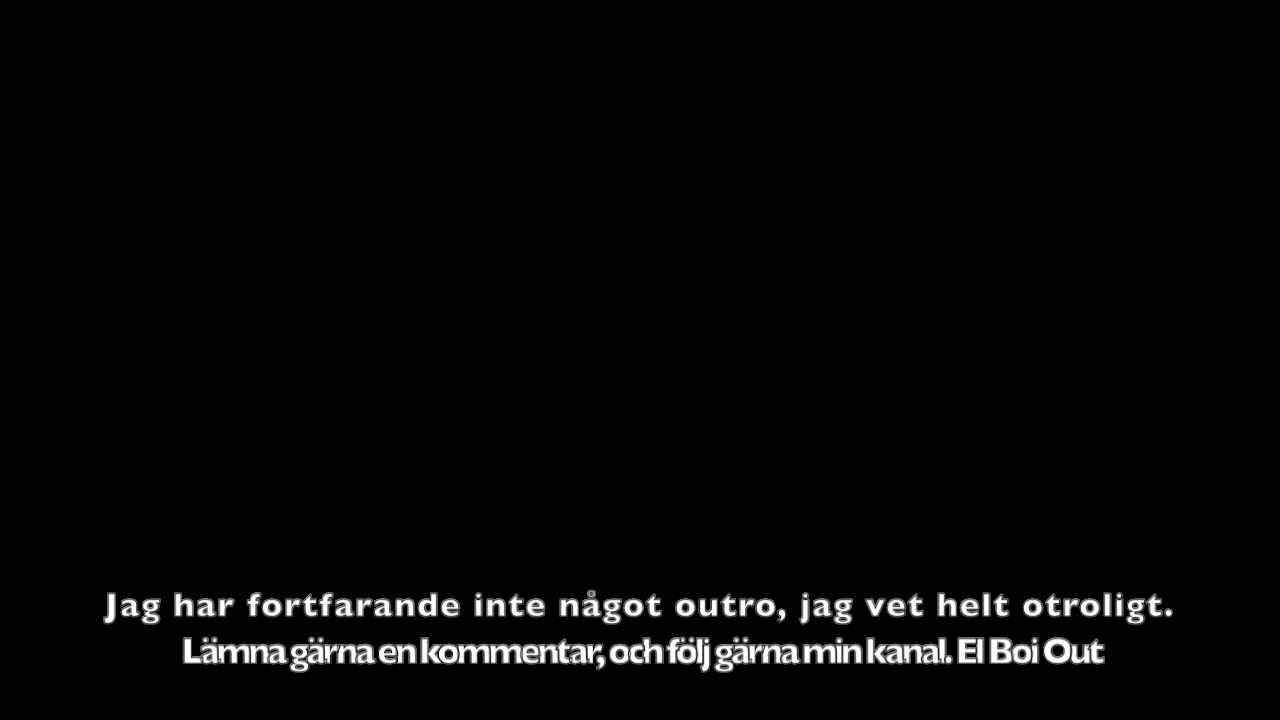 Jag har fortfarande inte något outro, jag vet helt otroligt.
Lämna gärna en kommentar, och följ gärna min kanal. El Boi Out